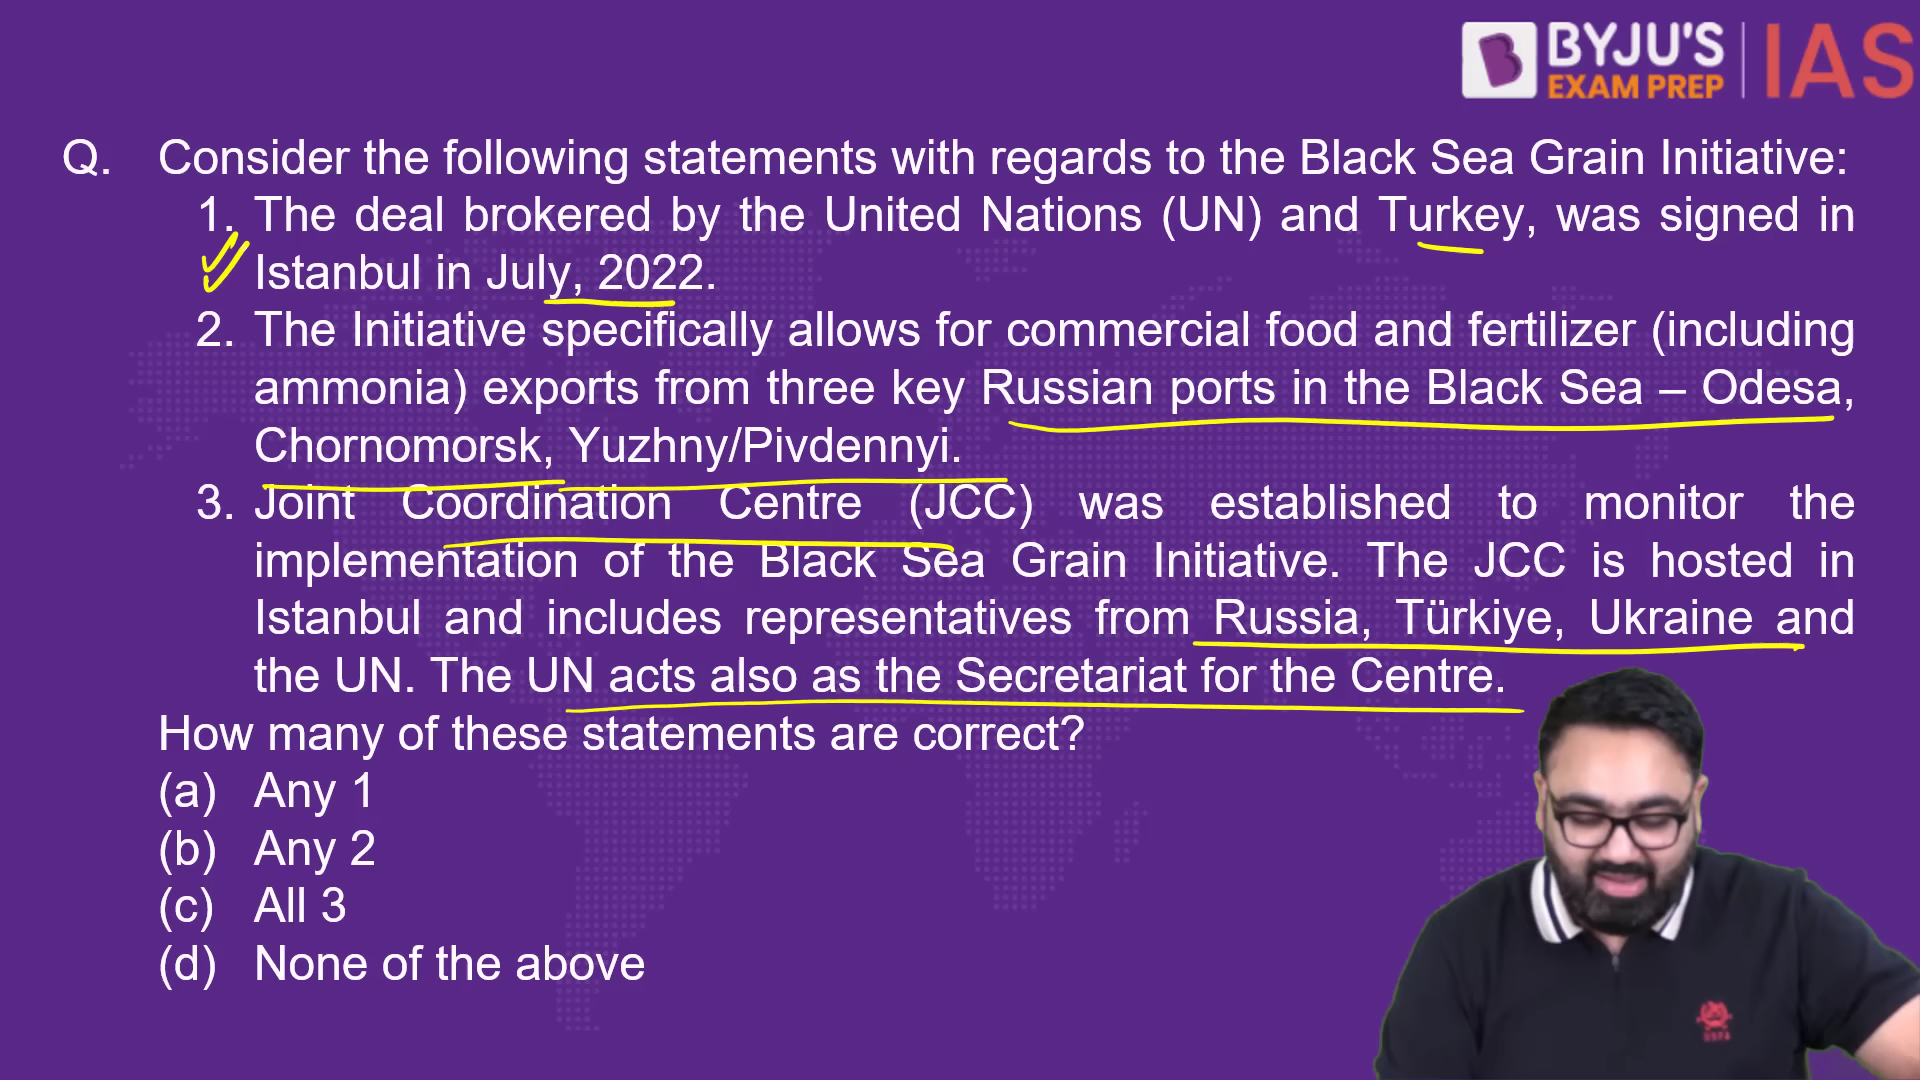 BYJU'S
EXAM PREP
IAS
Q. Consider the following statements with regards to the Black Sea Grain Initiative:
1. The deal brokered by the United Nations (UN) and Turkey, was signed in
Istanbul in July, 2022.
2. The Initiative specifically allows for commercial food and fertilizer (including
ammonia) exports from three key Russian ports in the Black Sea – Odesa,
Chornomorsk, Yuzhny/Pivdennyi.
3. Joint Coordination Centre (JCC) was established to monitor the
implementation of the Black Sea Grain Initiative. The JCC is hosted in
Istanbul and includes representatives from Russia, Türkiye, Ukraine and
the UN. The UN acts also as the Secretariat for the Centre.
How many of these statements are correct?
(a) Any 1
(b) Any 2
(c) All 3
(d) None of the above